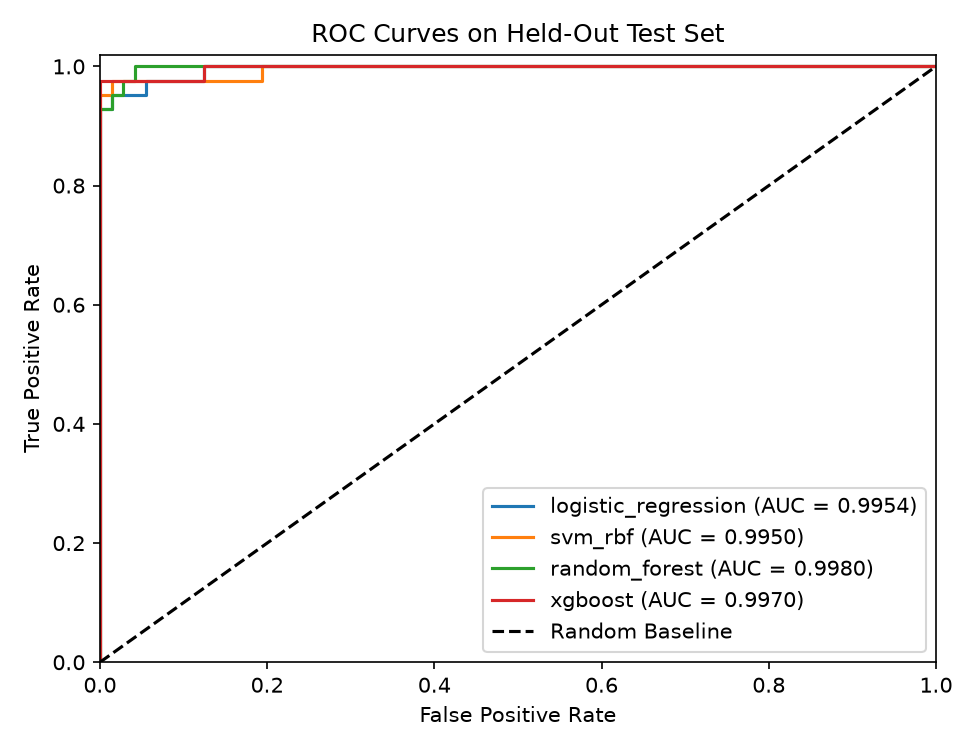 ROC Curves on Held-Out Test Set
1.0
0.8
0.6
0.4
0.2
0.0
True Positive Rate
0.0 0.2 0.4 0.6 0.8 1.0
False Positive Rate
logistic_regression (AUC = 0.9954)
svm_rbf (AUC = 0.9950)
random_forest (AUC = 0.9980)
xgboost (AUC = 0.9970)
Random Baseline